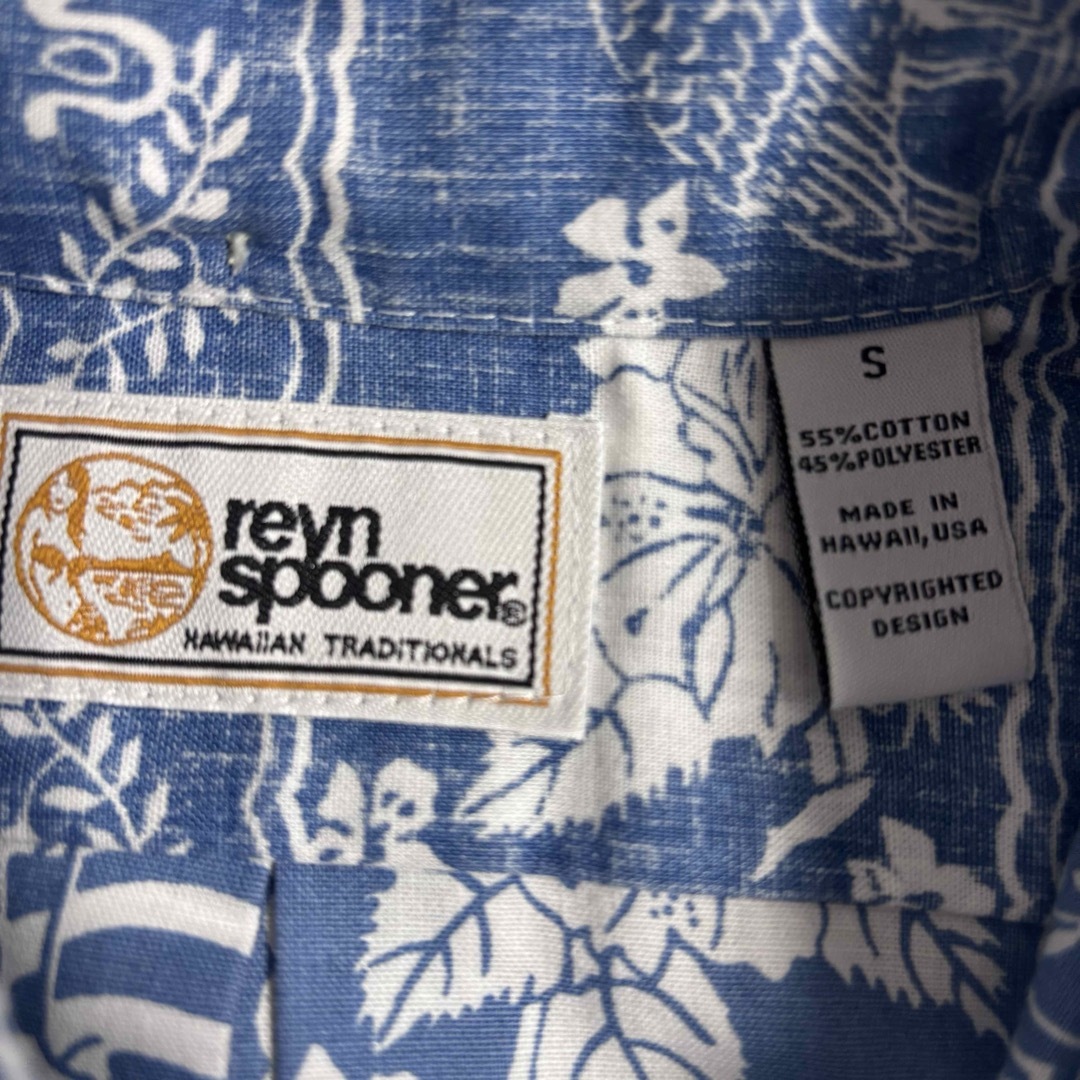 reyn
spooner®
HAWAIIAN TRADITIONALS
S
55%COTTON
45%POLYESTER
MADE IN
HAWAII,USA
COPYRIGHTED
DESIGN